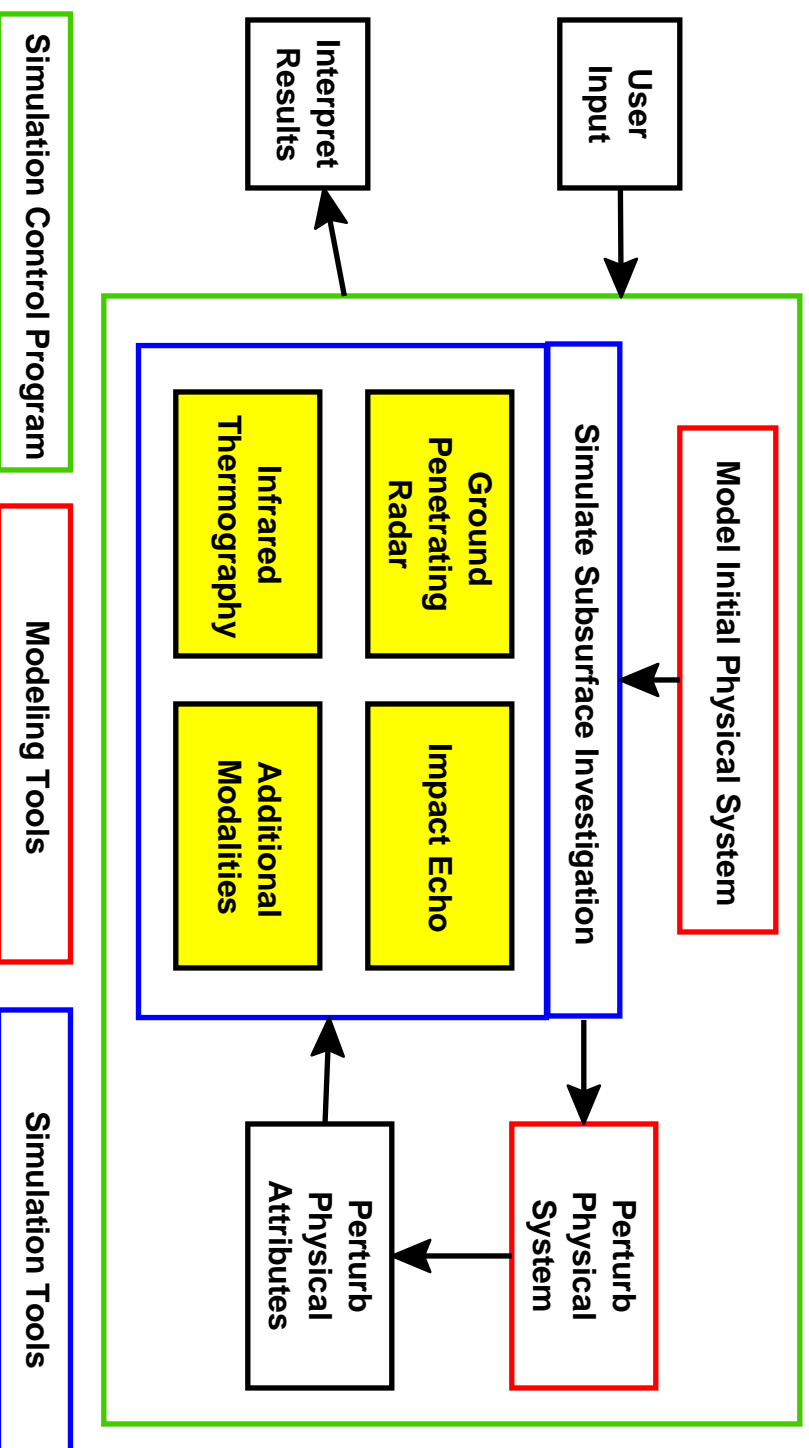 User
Input
Interpret
Results
Model Initial Physical System
Simulate Subsurface Investigation
Ground
Penetrating
Radar
Impact Echo
Infrared
Thermography
Additional
Modalities
Perturb
Physical
System
Perturb
Physical
Attributes
Simulation Control Program
Modeling Tools
Simulation Tools